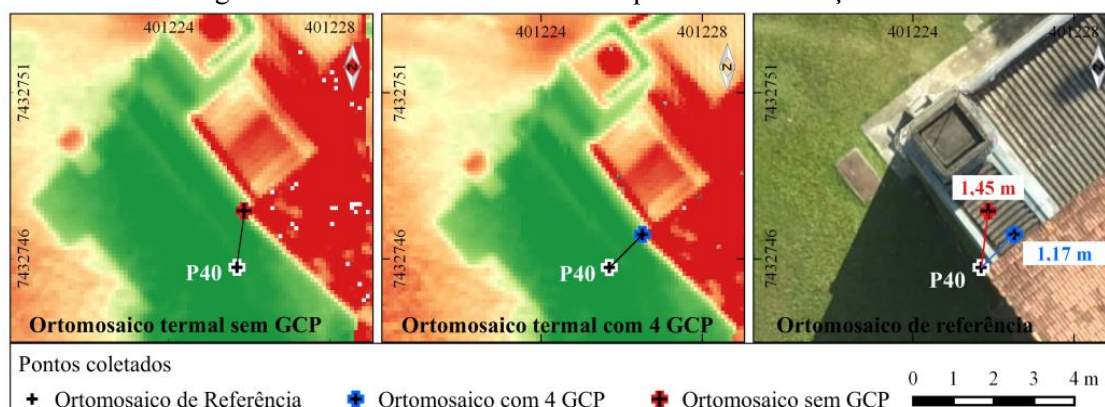 401224
401228
401224
401228
401224
401228
7432751
7432746
P40
Ortomosaico termal sem GCP
7432751
7432746
P40
Ortomosaico termal com 4 GCP
7432751
7432746
1,45 m
1,17 m
P40
Ortomosaico de referência
Pontos coletados
Ortomosaico de Referência
Ortomosaico com 4 GCP
Ortomosaico sem GCP
0 1 2 3 4 m